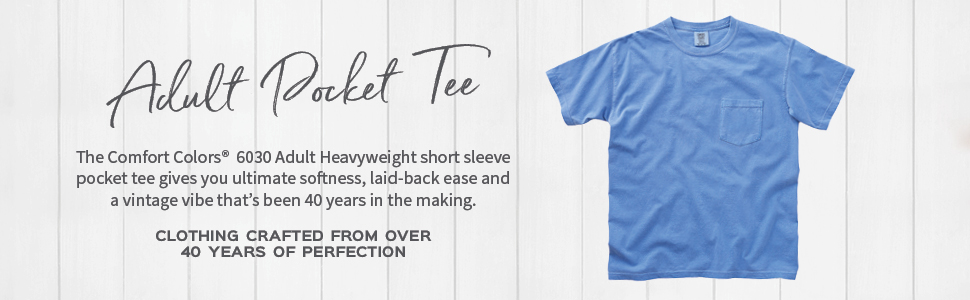 Adult Pocket Tee
The Comfort Colors® 6030 Adult Heavyweight short sleeve
pocket tee gives you ultimate softness, laid-back ease and
a vintage vibe that's been 40 years in the making.
CLOTHING CRAFTED FROM OVER
40 YEARS OF PERFECTION